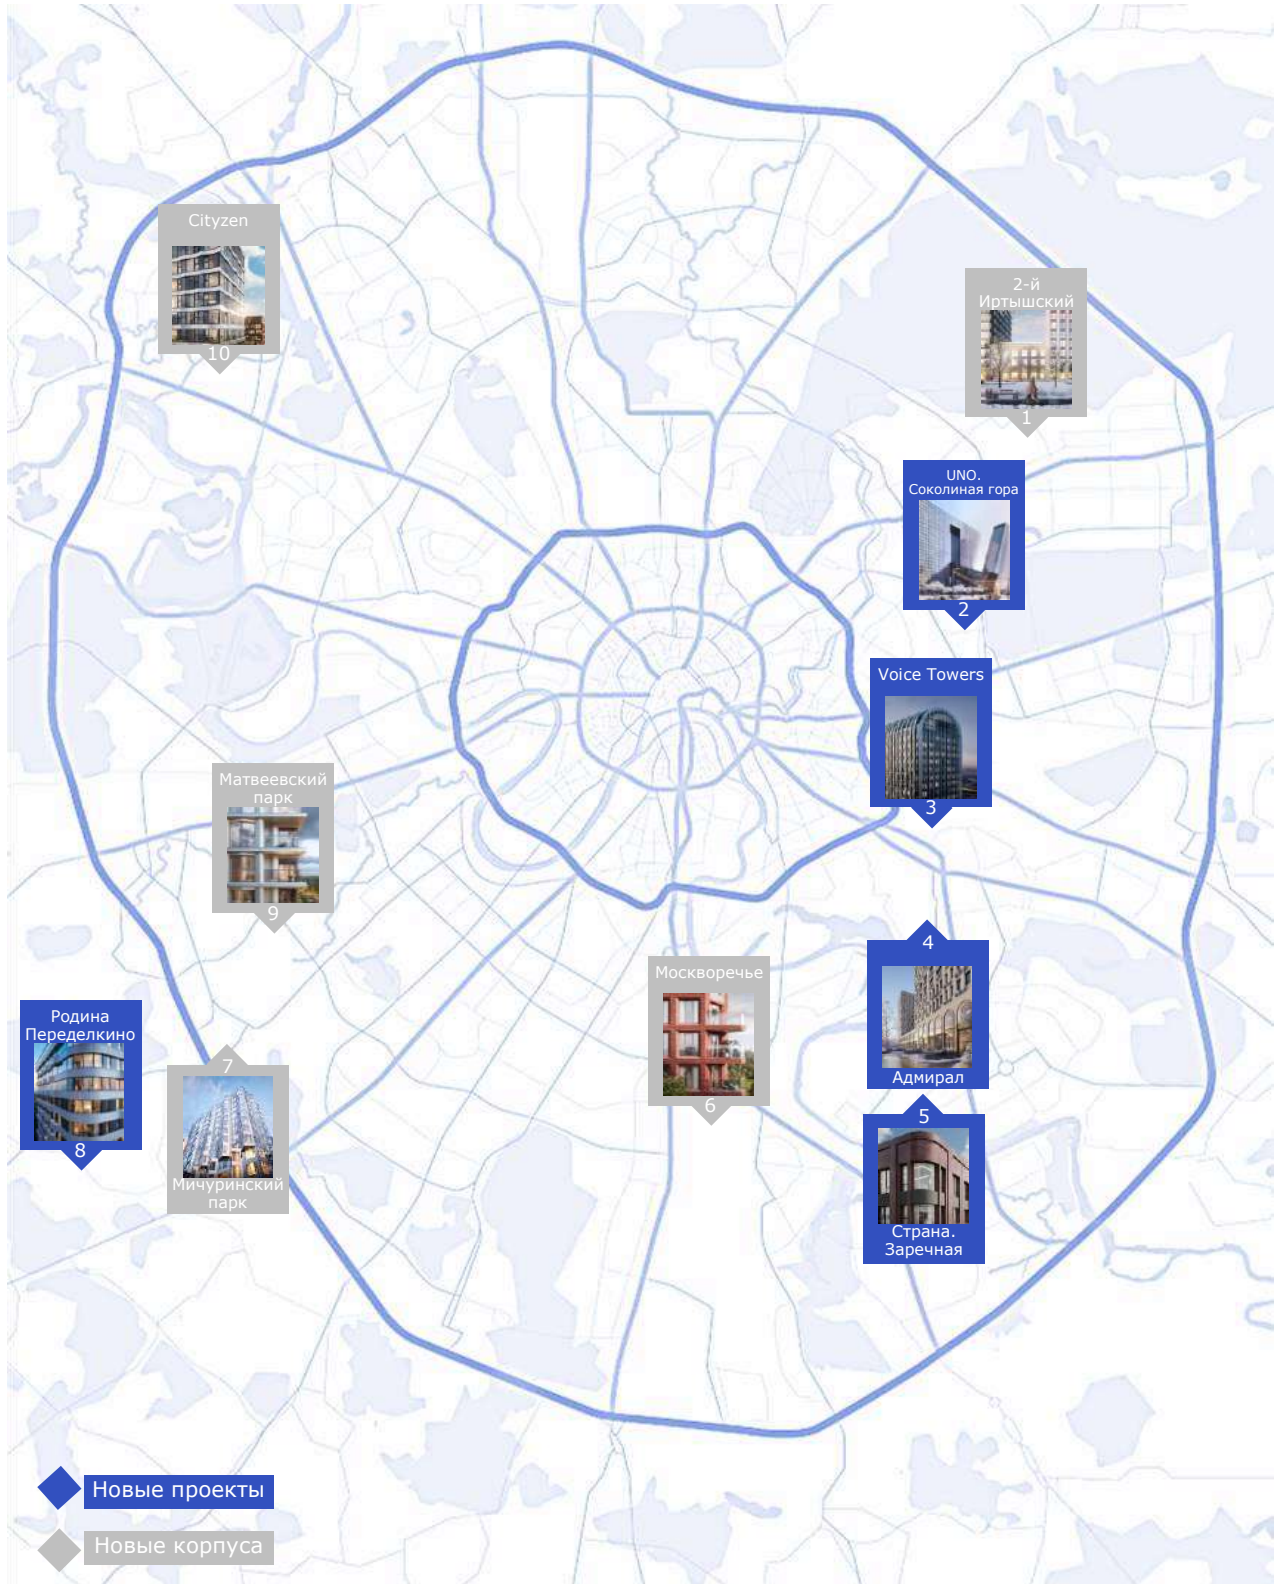 Cityzen
10
2-й
Иртышский
1
UNO.
Соколиная гора
2
Voice Towers
3
Матвеевский
парк
9
4
Адмирал
Москворечье
6
Родина
Переделкино
8
7
Мичуринский
парк
5
Страна.
Заречная
Новые проекты
Новые корпуса